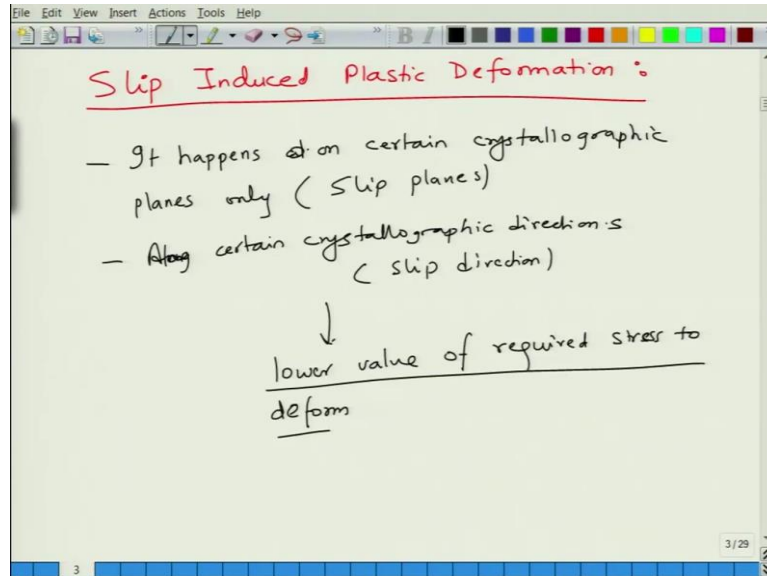 File Edit View Insert Actions Tools Help
" " B I
Slip Induced Plastic Deformation :
— It happens on certain crystallographic
planes only ( Slip planes)
— Along certain crystallographic directions
( slip direction)
↓
lower value of required stress to
deform
3/29
3